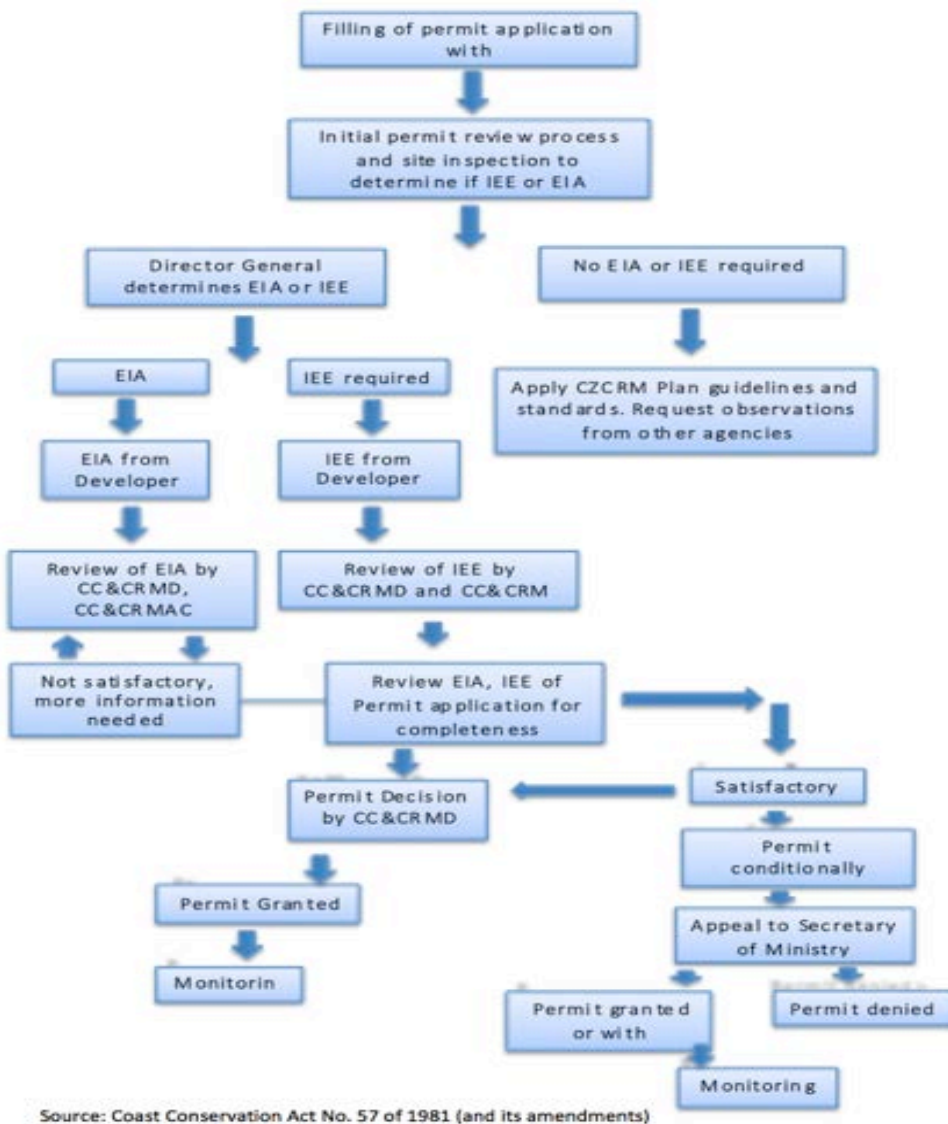 Filling of permit application
with
Initial permit review process
and site inspection to
determine if IEE or EIA
Director General
determines EIA or IEE
No EIA or IEE required
EIA
IEE required
Apply CZCRM Plan guidelines and
standards. Request observations
from other agencies
EIA from
Developer
IEE from
Developer
Review of EIA by
CC&CRMD,
CC&CRMAC
Review of IEE by
CC&CRMD and CC&CRM
Not satisfactory,
more information
needed
Review EIA, IEE of
Permit application for
completeness
Satisfactory
Permit Decision
by CC&CRMD
Permit
conditionally
Permit Granted
Appeal to Secretary
of Ministry
Monitorin
Permit granted
or with
Permit denied
Monitoring
Source: Coast Conservation Act No. 57 of 1981 (and its amendments)